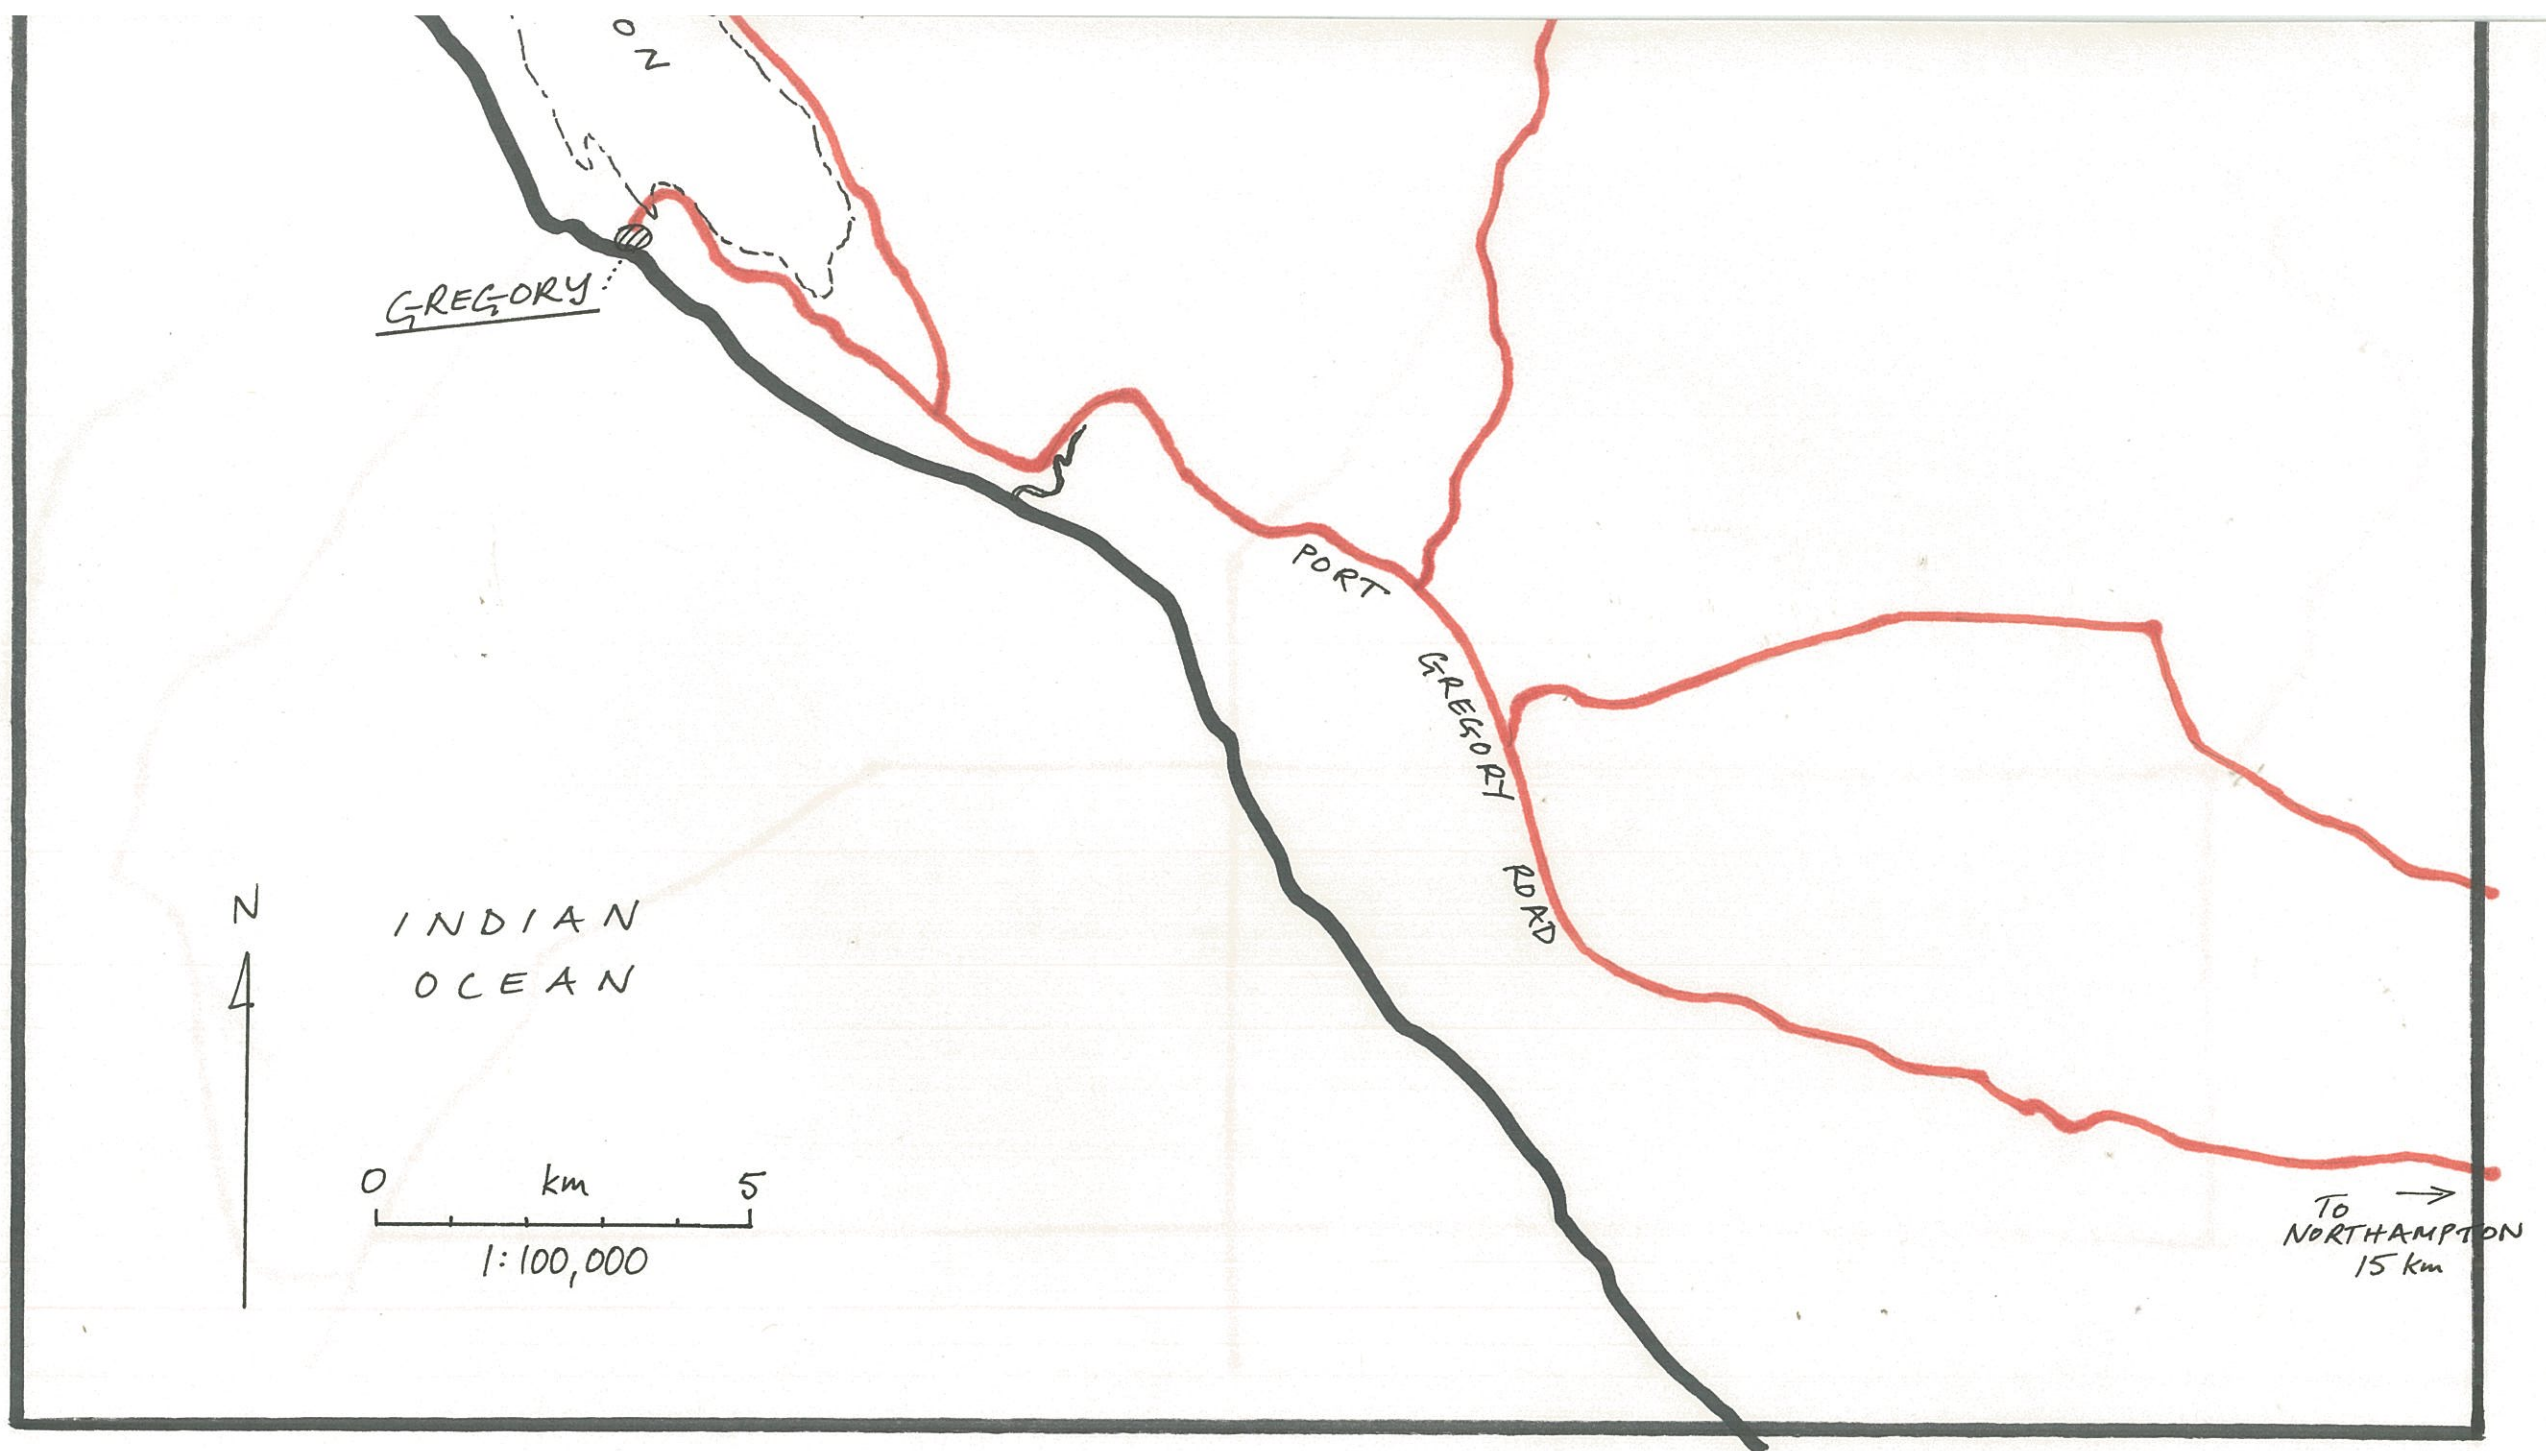 O
N
GREGORY
PORT
GREGORY
ROAD
N
INDIAN
OCEAN
0 km 5
1:100,000
TO
NORTHAMPTON
15 km